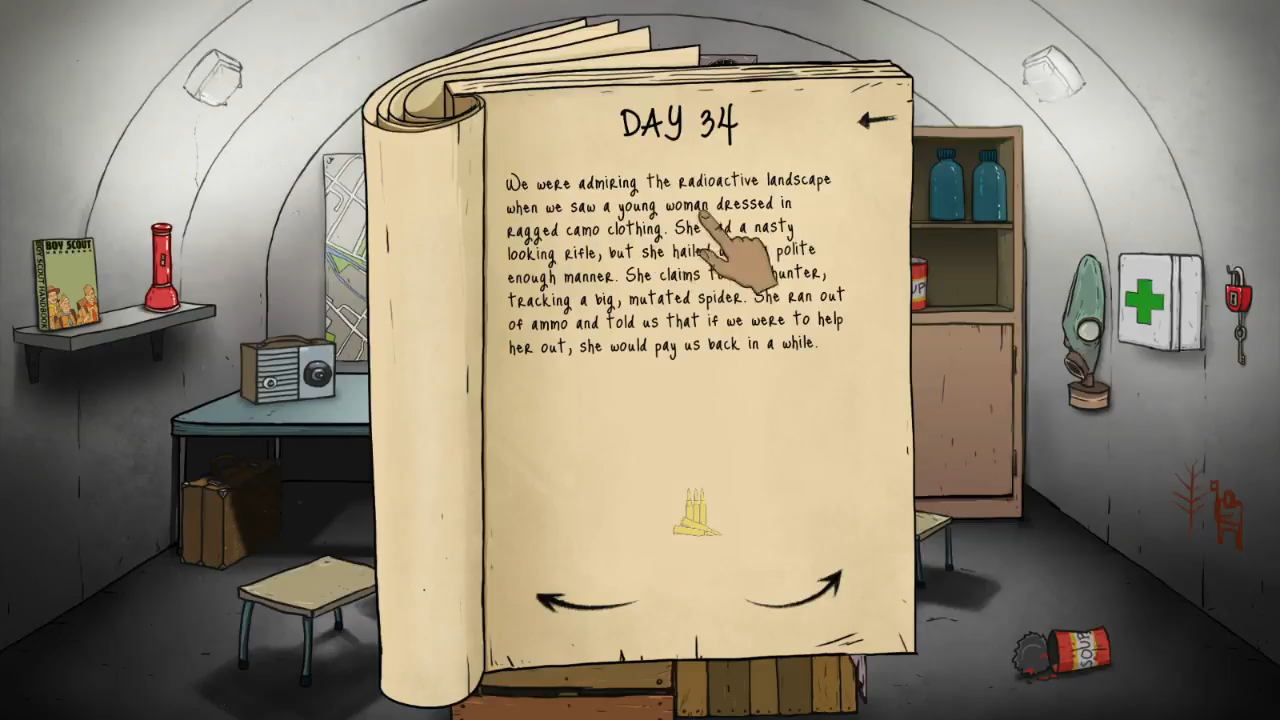 DAY 34
We were admiring the radioactive landscape
when we saw a young woman dressed in
ragged camo clothing. She a nasty
looking rifle, but she polite
enough manner. She claims hunter,
tracking a big, mutated spider. She ran out
of ammo and told us that if we were to help
her out, she would pay us back in a while.
BOY SCOUT
BOY SCOUT HANDBOOK
SOUP